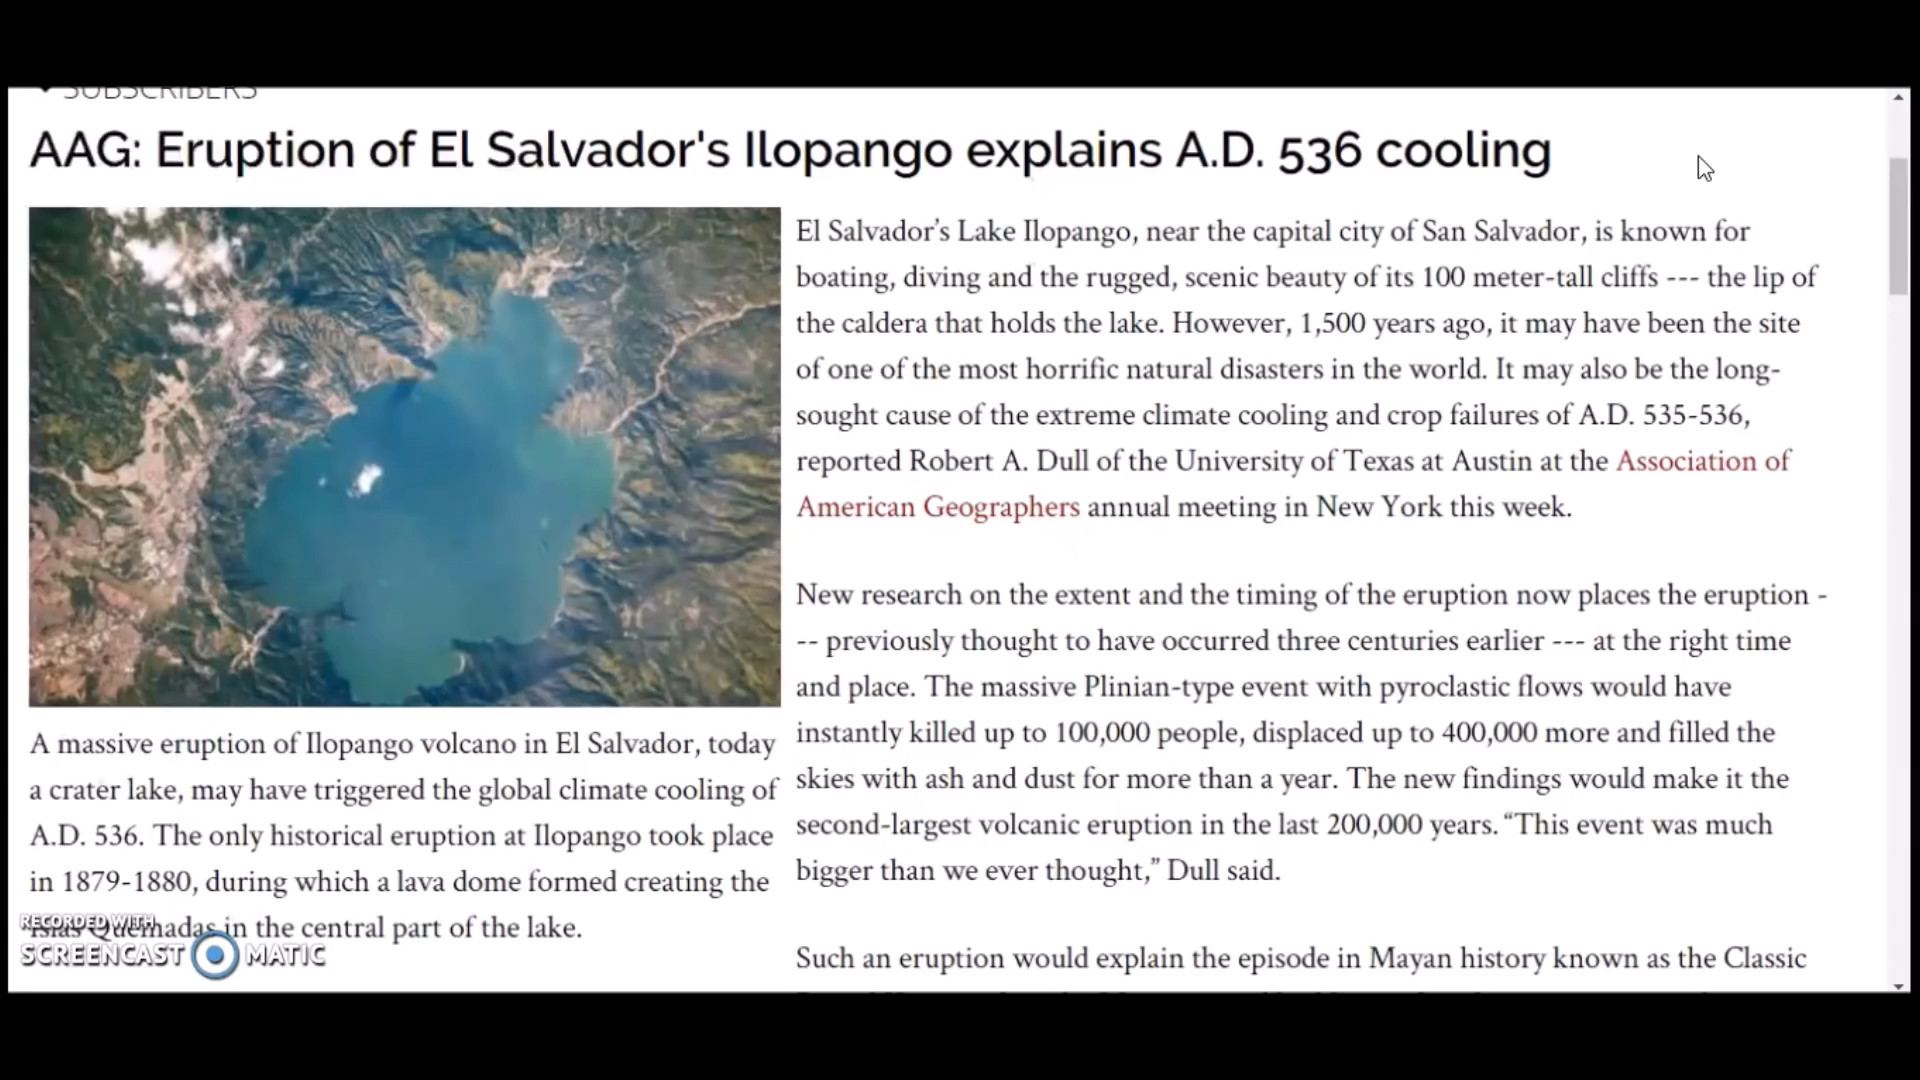 SUBSCRIBERS
AAG: Eruption of El Salvador's Ilopango explains A.D. 536 cooling
El Salvador’s Lake Ilopango, near the capital city of San Salvador, is known for
boating, diving and the rugged, scenic beauty of its 100 meter-tall cliffs --- the lip of
the caldera that holds the lake. However, 1,500 years ago, it may have been the site
of one of the most horrific natural disasters in the world. It may also be the long-
sought cause of the extreme climate cooling and crop failures of A.D. 535-536,
reported Robert A. Dull of the University of Texas at Austin at the Association of
American Geographers annual meeting in New York this week.
New research on the extent and the timing of the eruption now places the eruption -
-- previously thought to have occurred three centuries earlier --- at the right time
and place. The massive Plinian-type event with pyroclastic flows would have
instantly killed up to 100,000 people, displaced up to 400,000 more and filled the
skies with ash and dust for more than a year. The new findings would make it the
second-largest volcanic eruption in the last 200,000 years. “This event was much
bigger than we ever thought,” Dull said.
Such an eruption would explain the episode in Mayan history known as the Classic
A massive eruption of Ilopango volcano in El Salvador, today
a crater lake, may have triggered the global climate cooling of
A.D. 536. The only historical eruption at Ilopango took place
in 1879-1880, during which a lava dome formed creating the
Islas Quemadas in the central part of the lake.
RECORDED WITH
SCREENCAST MATIC